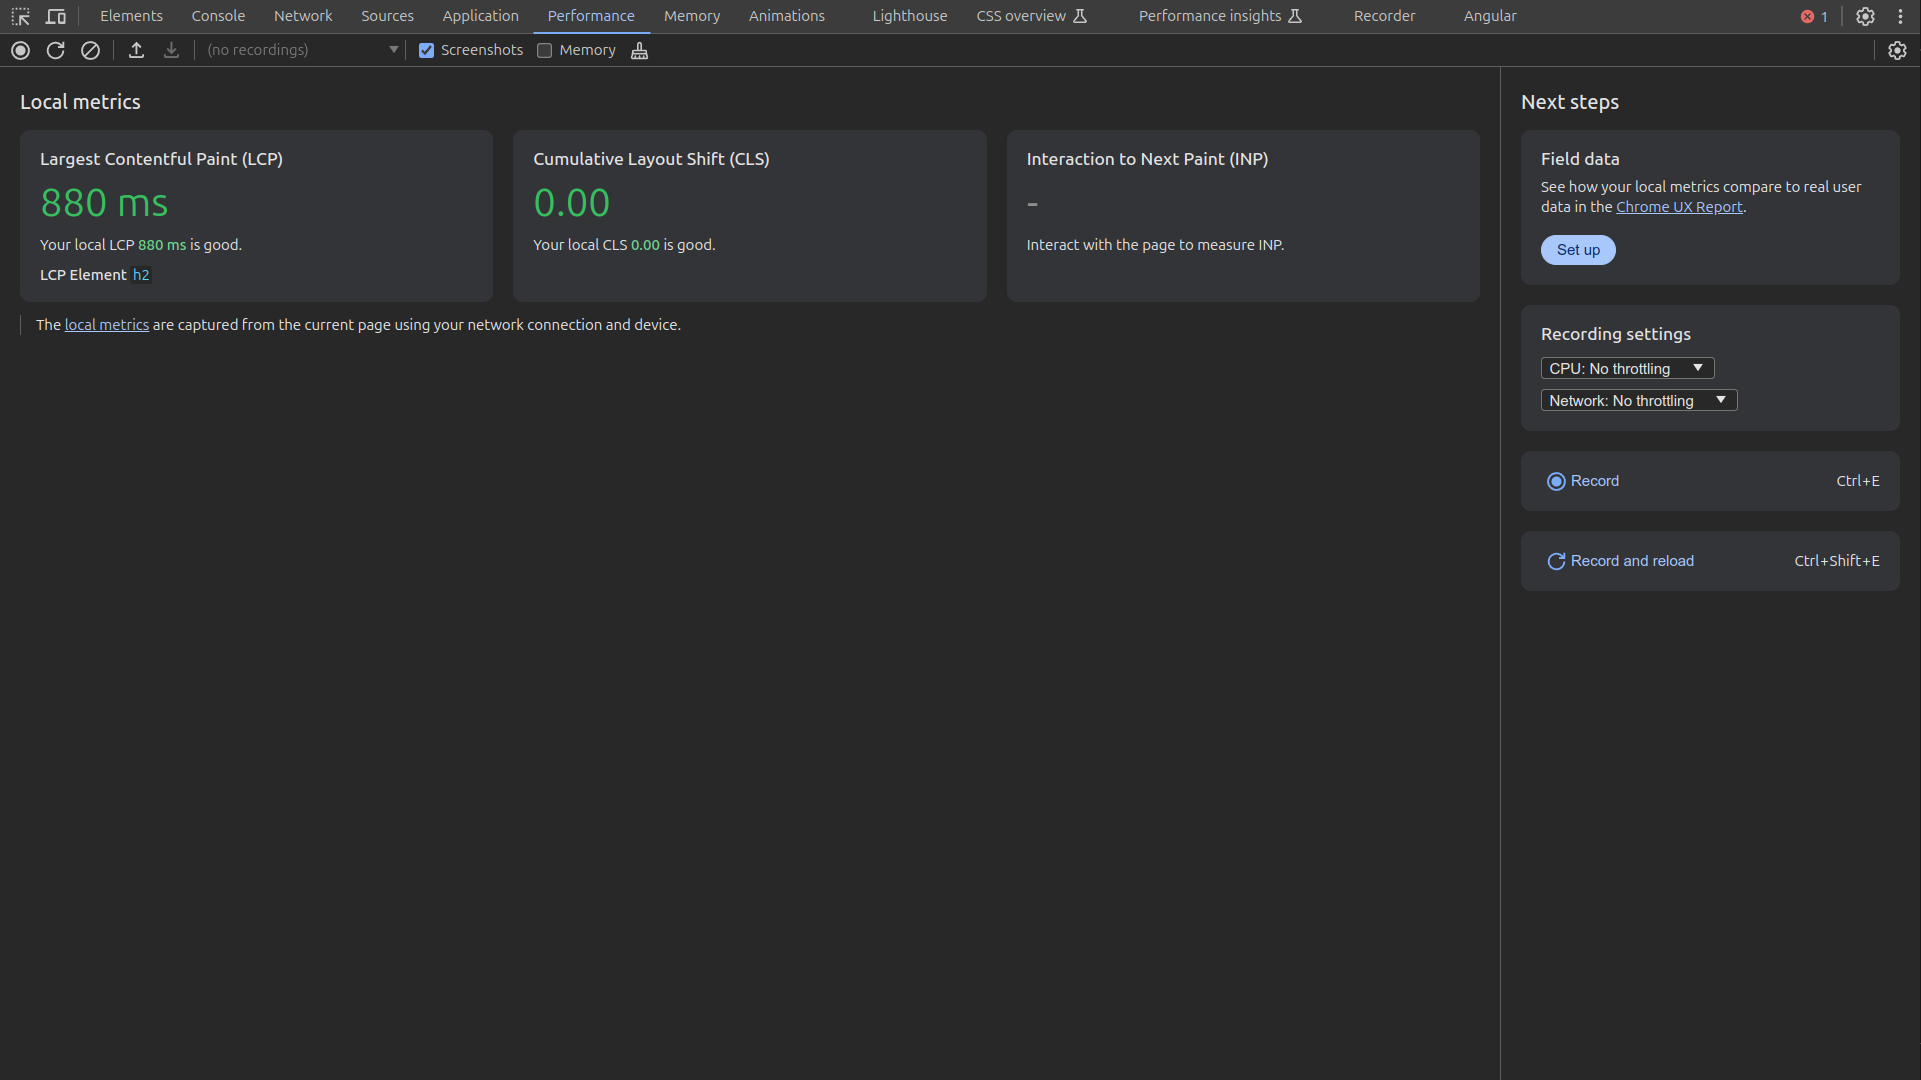 Elements Console Network Sources Application Performance Memory Animations Lighthouse CSS overview Performance insights Recorder Angular 1
(no recordings) Screenshots Memory
Local metrics
Largest Contentful Paint (LCP)
880 ms
Your local LCP 880 ms is good.
LCP Element h2
Cumulative Layout Shift (CLS)
0.00
Your local CLS 0.00 is good.
Interaction to Next Paint (INP)
-
Interact with the page to measure INP.
The local metrics are captured from the current page using your network connection and device.
Next steps
Field data
See how your local metrics compare to real user
data in the Chrome UX Report.
Set up
Recording settings
CPU: No throttling
Network: No throttling
Record Ctrl+E
Record and reload Ctrl+Shift+E